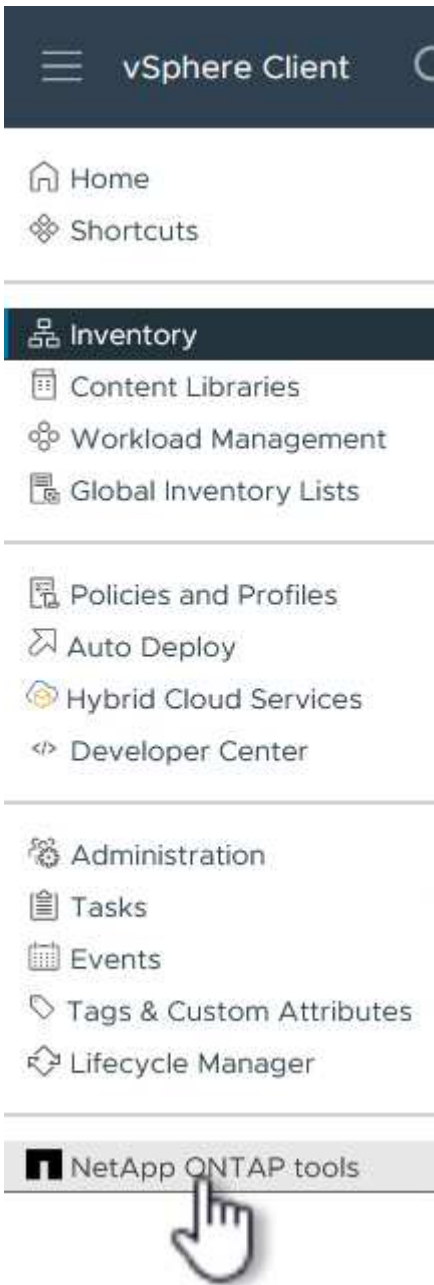 vSphere Client
Home
Shortcuts
Inventory
Content Libraries
Workload Management
Global Inventory Lists
Policies and Profiles
Auto Deploy
Hybrid Cloud Services
Developer Center
Administration
Tasks
Events
Tags & Custom Attributes
Lifecycle Manager
NetApp ONTAP tools